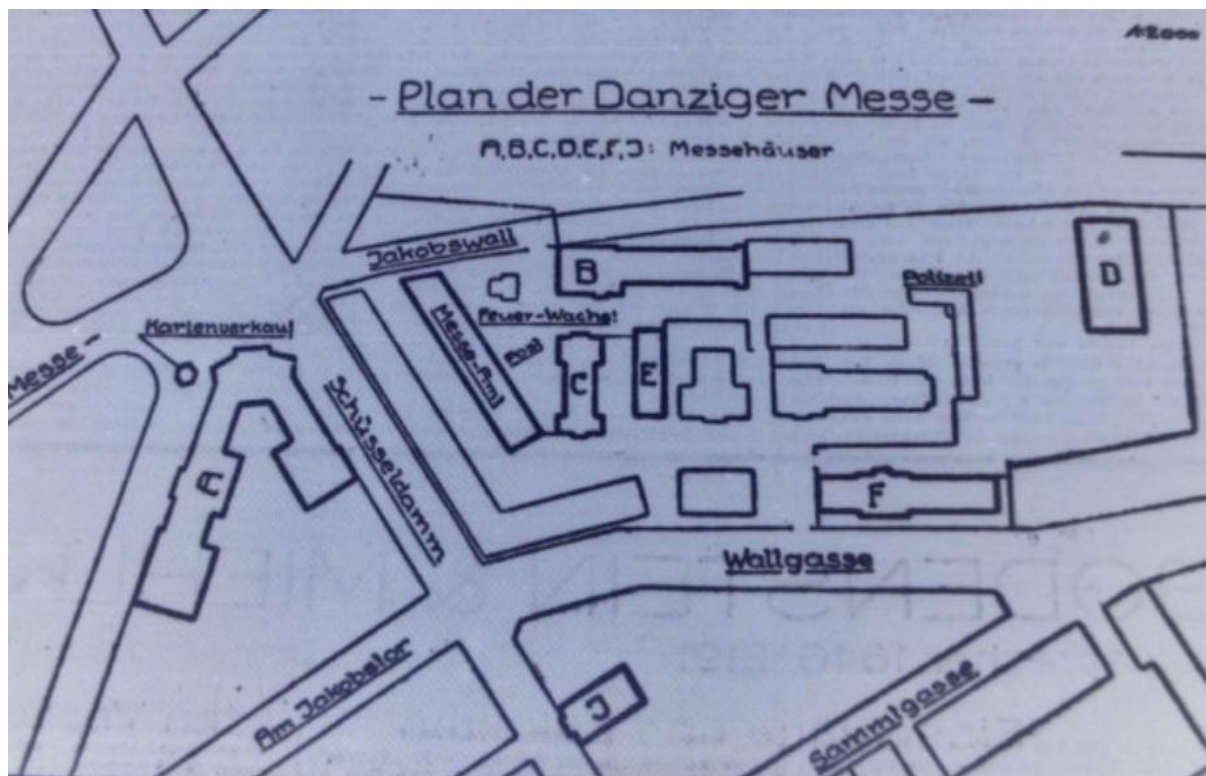 1:2000
- Plan der Danziger Messe -
A,B,C,D,E,F,J: Messehäuser
Jakobswall
B
Polizei
D
Kartenverkauf
Feuer-Wache
Messe-Amt
Post
Messe-
C
E
Schüsseldamm
A
F
Wallgasse
Am Jakobstor
J
Sammtgasse